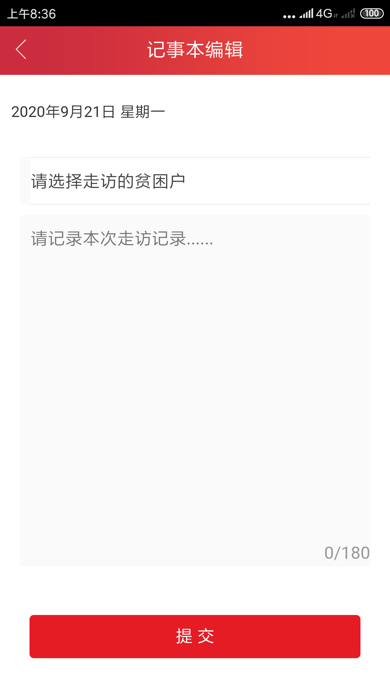 上午8:36 ... 4G 100
记事本编辑
2020年9月21日 星期一
请选择走访的贫困户
请记录本次走访记录......
0/180
提 交